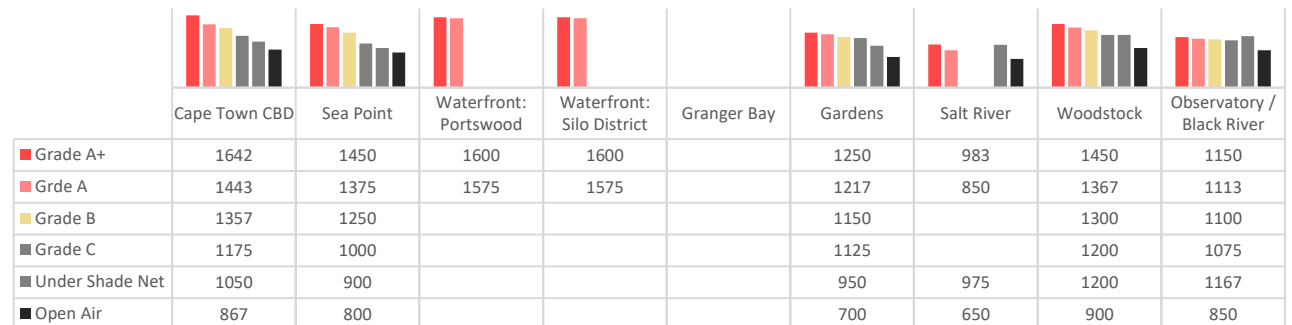 Cape Town CBD Sea Point Waterfront: Portswood Waterfront: Silo District Granger Bay Gardens Salt River Woodstock Observatory / Black River
Grade A+ 1642 1450 1600 1600 1250 983 1450 1150
Grde A 1443 1375 1575 1575 1217 850 1367 1113
Grade B 1357 1250 1150 1300 1100
Grade C 1175 1000 1125 1200 1075
Under Shade Net 1050 900 950 975 1200 1167
Open Air 867 800 700 650 900 850